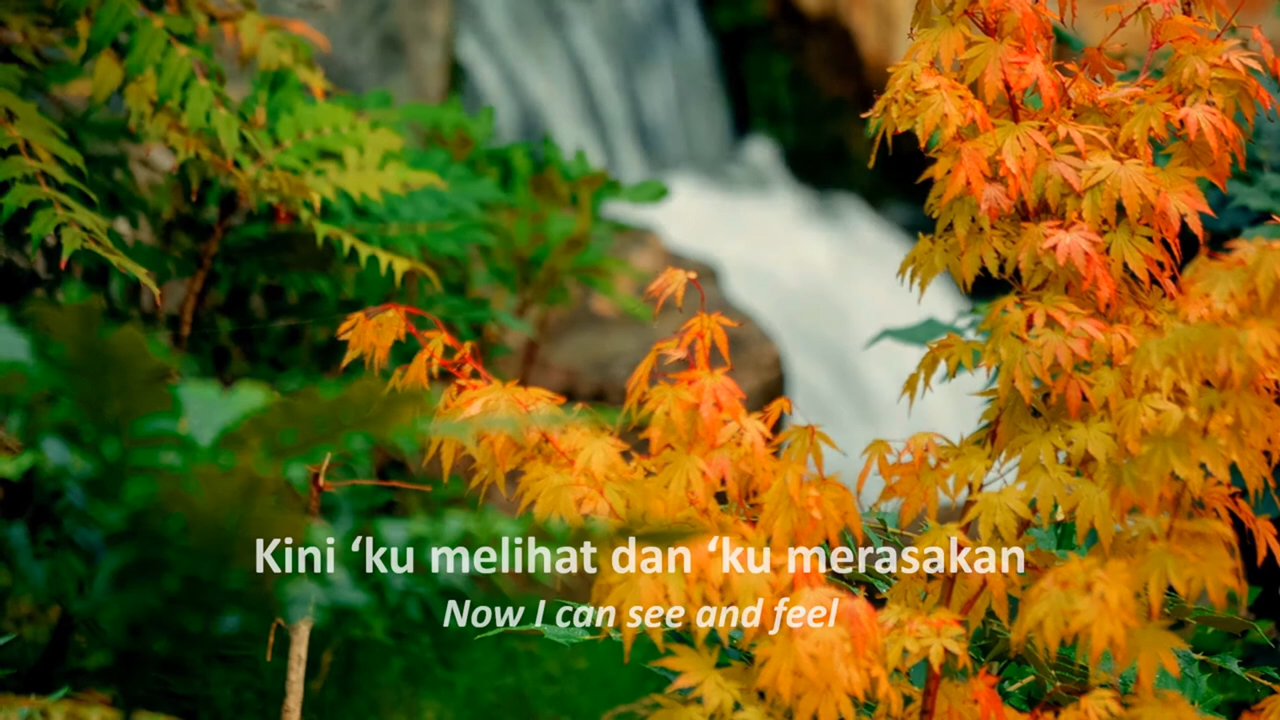 Kini ‘ku melihat dan ‘ku merasakan
Now I can see and feel